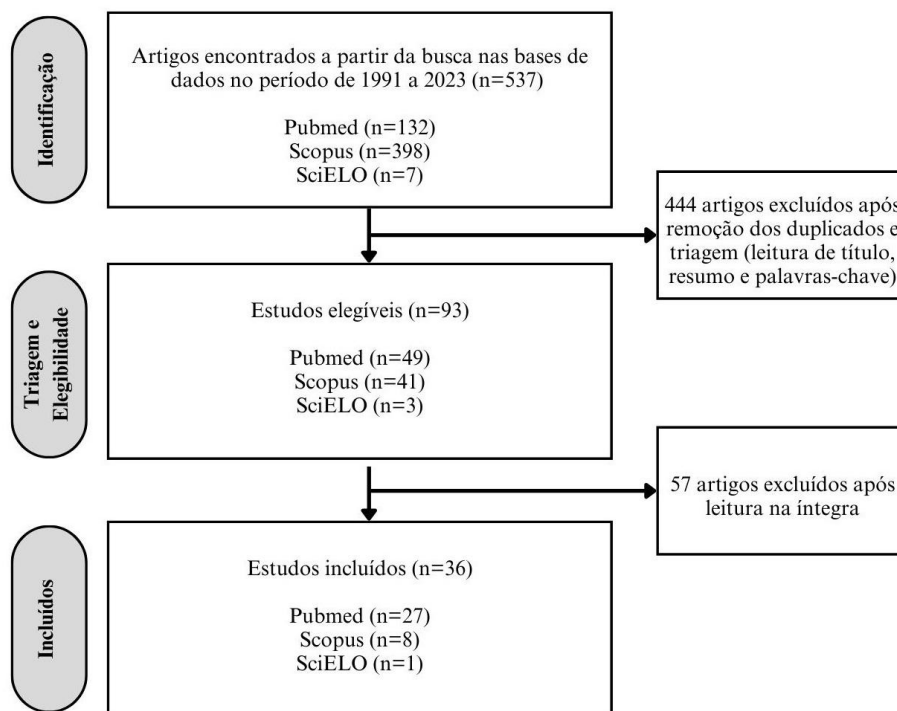 Identificação
Artigos encontrados a partir da busca nas bases de
dados no período de 1991 a 2023 (n=537)
Pubmed (n=132)
Scopus (n=398)
SciELO (n=7)
444 artigos excluídos após
remoção dos duplicados e
triagem (leitura de título,
resumo e palavras-chave)
Triagem e
Elegibilidade
Estudos elegíveis (n=93)
Pubmed (n=49)
Scopus (n=41)
SciELO (n=3)
57 artigos excluídos após
leitura na íntegra
Incluídos
Estudos incluídos (n=36)
Pubmed (n=27)
Scopus (n=8)
SciELO (n=1)